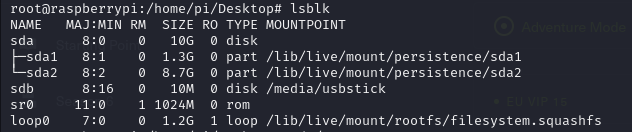 root@raspberrypi:/home/pi/Desktop# lsblk
NAME   MAJ:MIN RM  SIZE RO TYPE MOUNTPOINT
sda      8:0    0   10G  0 disk
├─sda1   8:1    0  1.3G  0 part /lib/live/mount/persistence/sda1
└─sda2   8:2    0  8.7G  0 part /lib/live/mount/persistence/sda2
sdb      8:16   0   10M  0 disk /media/usbstick
sr0     11:0    1 1024M  0 rom
loop0    7:0    0  1.2G  1 loop /lib/live/mount/rootfs/filesystem.squashfs
Adventure Mode